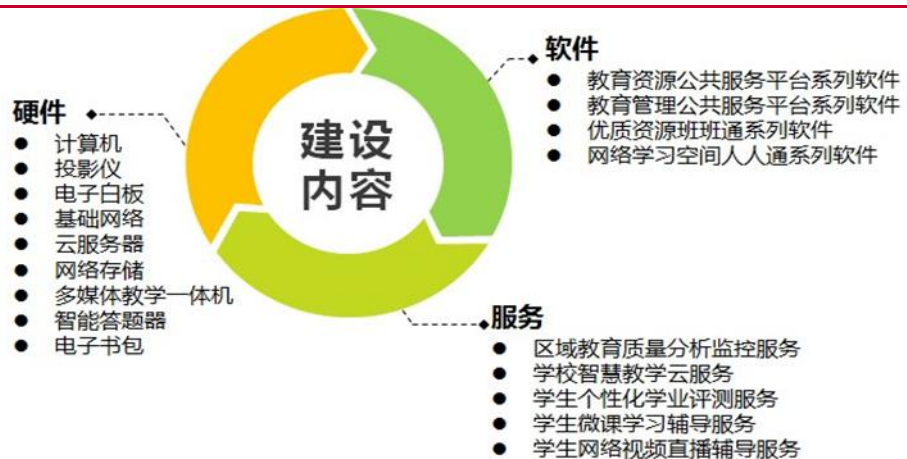 建设
内容
硬件
● 计算机
● 投影仪
● 电子白板
● 基础网络
● 云服务器
● 网络存储
● 多媒体教学一体机
● 智能答题器
● 电子书包
软件
● 教育资源公共服务平台系列软件
● 教育管理公共服务平台系列软件
● 优质资源班班通系列软件
● 网络学习空间人人通系列软件
服务
● 区域教育质量分析监控服务
● 学校智慧教学云服务
● 学生个性化学业评测服务
● 学生微课学习辅导服务
● 学生网络视频直播辅导服务